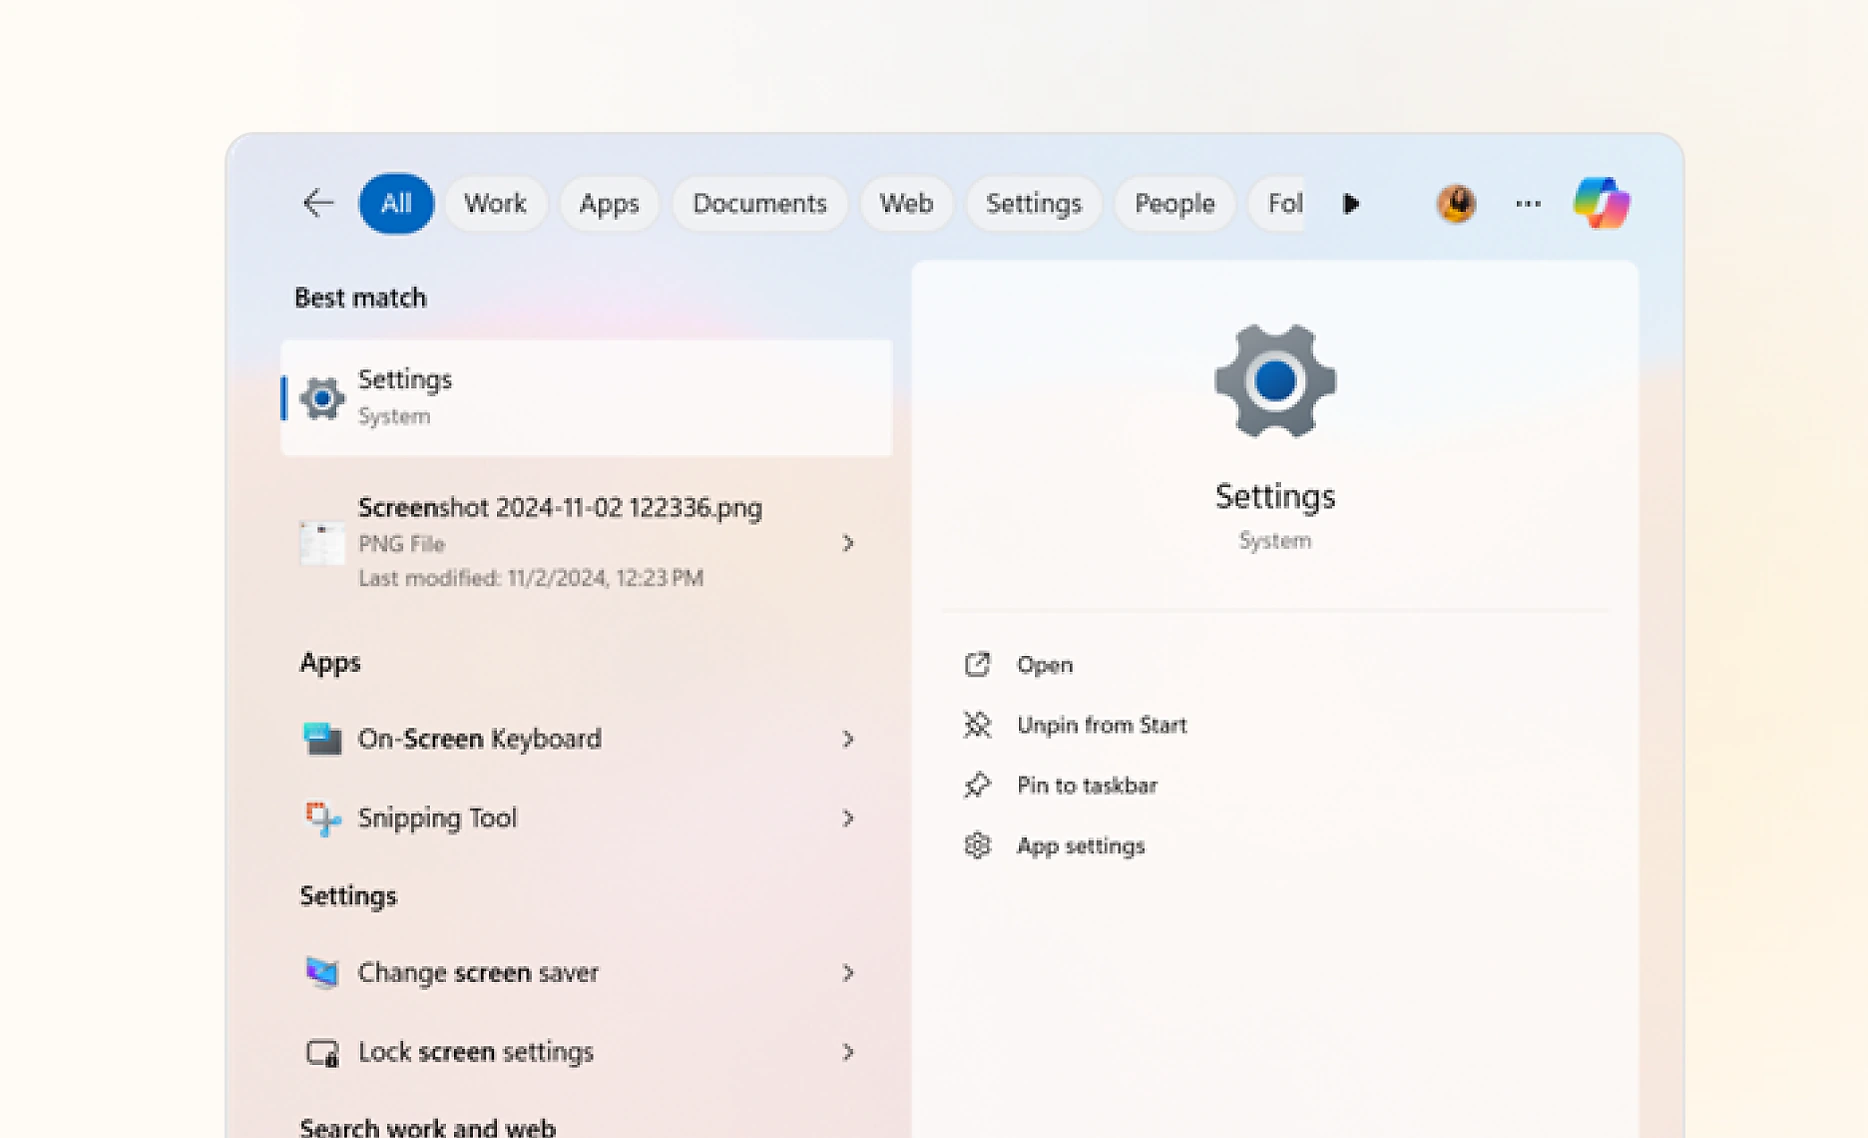 All
Work
Apps
Documents
Web
Settings
People
Fol
Best match
Settings
System
Screenshot 2024-11-02 122336.png
PNG File
Last modified: 11/2/2024, 12:23 PM
Apps
On-Screen Keyboard
Snipping Tool
Settings
Change screen saver
Lock screen settings
Search work and web
Settings
System
Open
Unpin from Start
Pin to taskbar
App settings